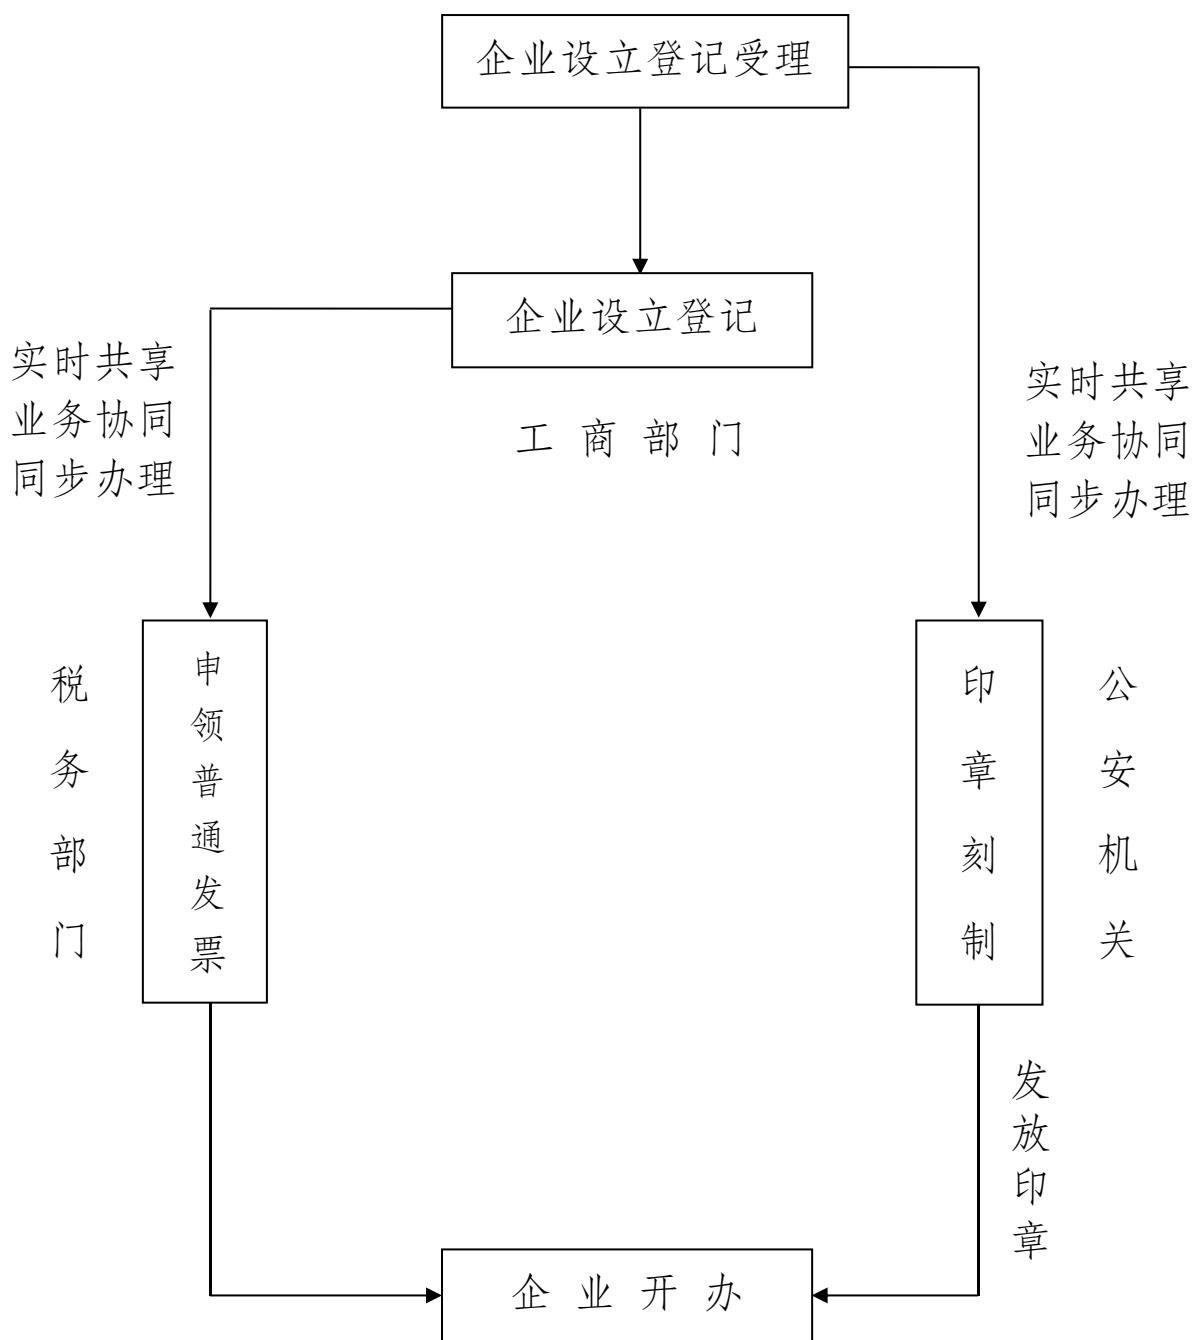 企业设立登记受理
企业设立登记
实时共享
业务协同
同步办理
工商部门
实时共享
业务协同
同步办理
税务部门
申领普通发票
印章刻制
公安机关
发放印章
企业开办